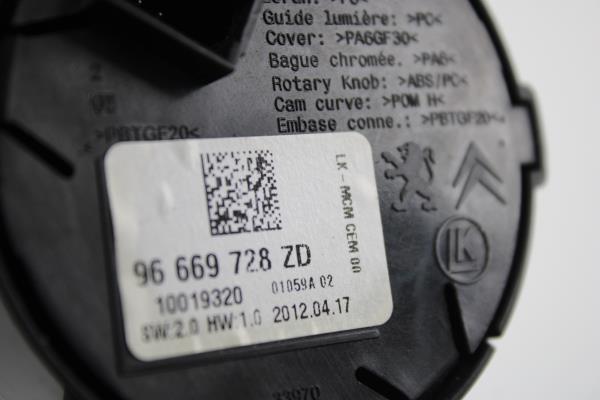 Guide lumière: >PC<
Cover: >PA6GF30<
Bague chromée. >PA6<
Rotary Knob: >ABS/PC<
Cam curve: >POM H<
Embase conne.: >PBTGF20<
>PBTGF20<
LK - MCM CEM 00
96 669 728 ZD
10019320 01059A 02
SW:2.0 HW:1.0 2012.04.17
LK
33970